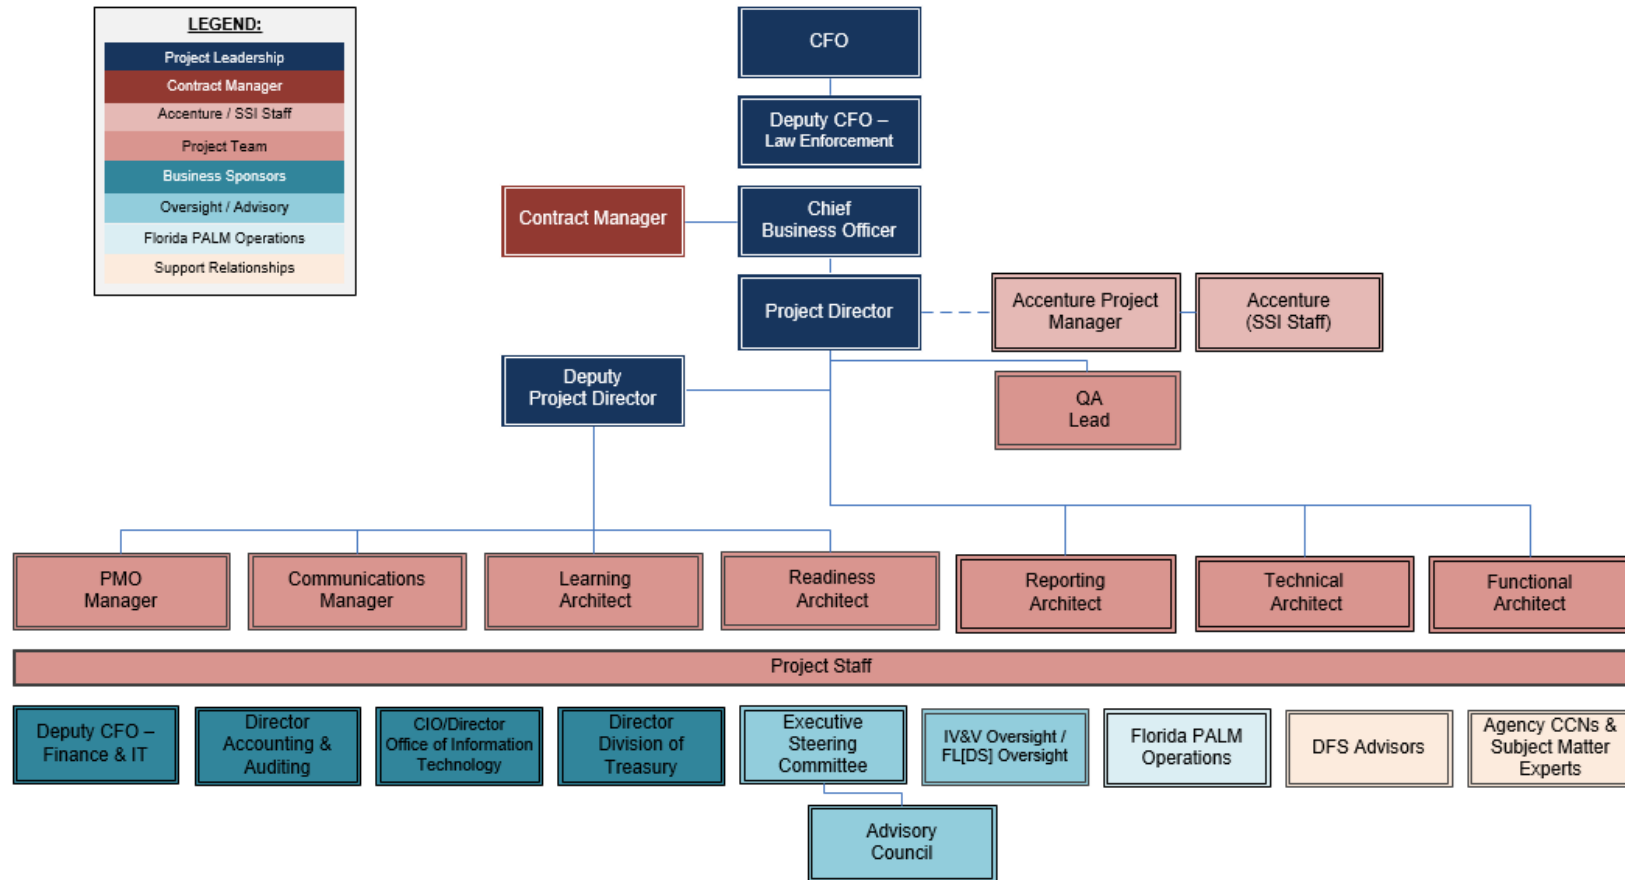 LEGEND:
Project Leadership
Contract Manager
Accenture / SSI Staff
Project Team
Business Sponsors
Oversight / Advisory
Florida PALM Operations
Support Relationships
CFO
Deputy CFO –
Law Enforcement
Contract Manager
Chief
Business Officer
Project Director
Accenture Project
Manager
Accenture
(SSI Staff)
Deputy
Project Director
QA
Lead
PMO
Manager
Communications
Manager
Learning
Architect
Readiness
Architect
Reporting
Architect
Technical
Architect
Functional
Architect
Project Staff
Deputy CFO –
Finance & IT
Director
Accounting &
Auditing
CIO/Director
Office of Information
Technology
Director
Division of
Treasury
Executive
Steering
Committee
IV&V Oversight /
FL[DS] Oversight
Florida PALM
Operations
DFS Advisors
Agency CCNs &
Subject Matter
Experts
Advisory
Council